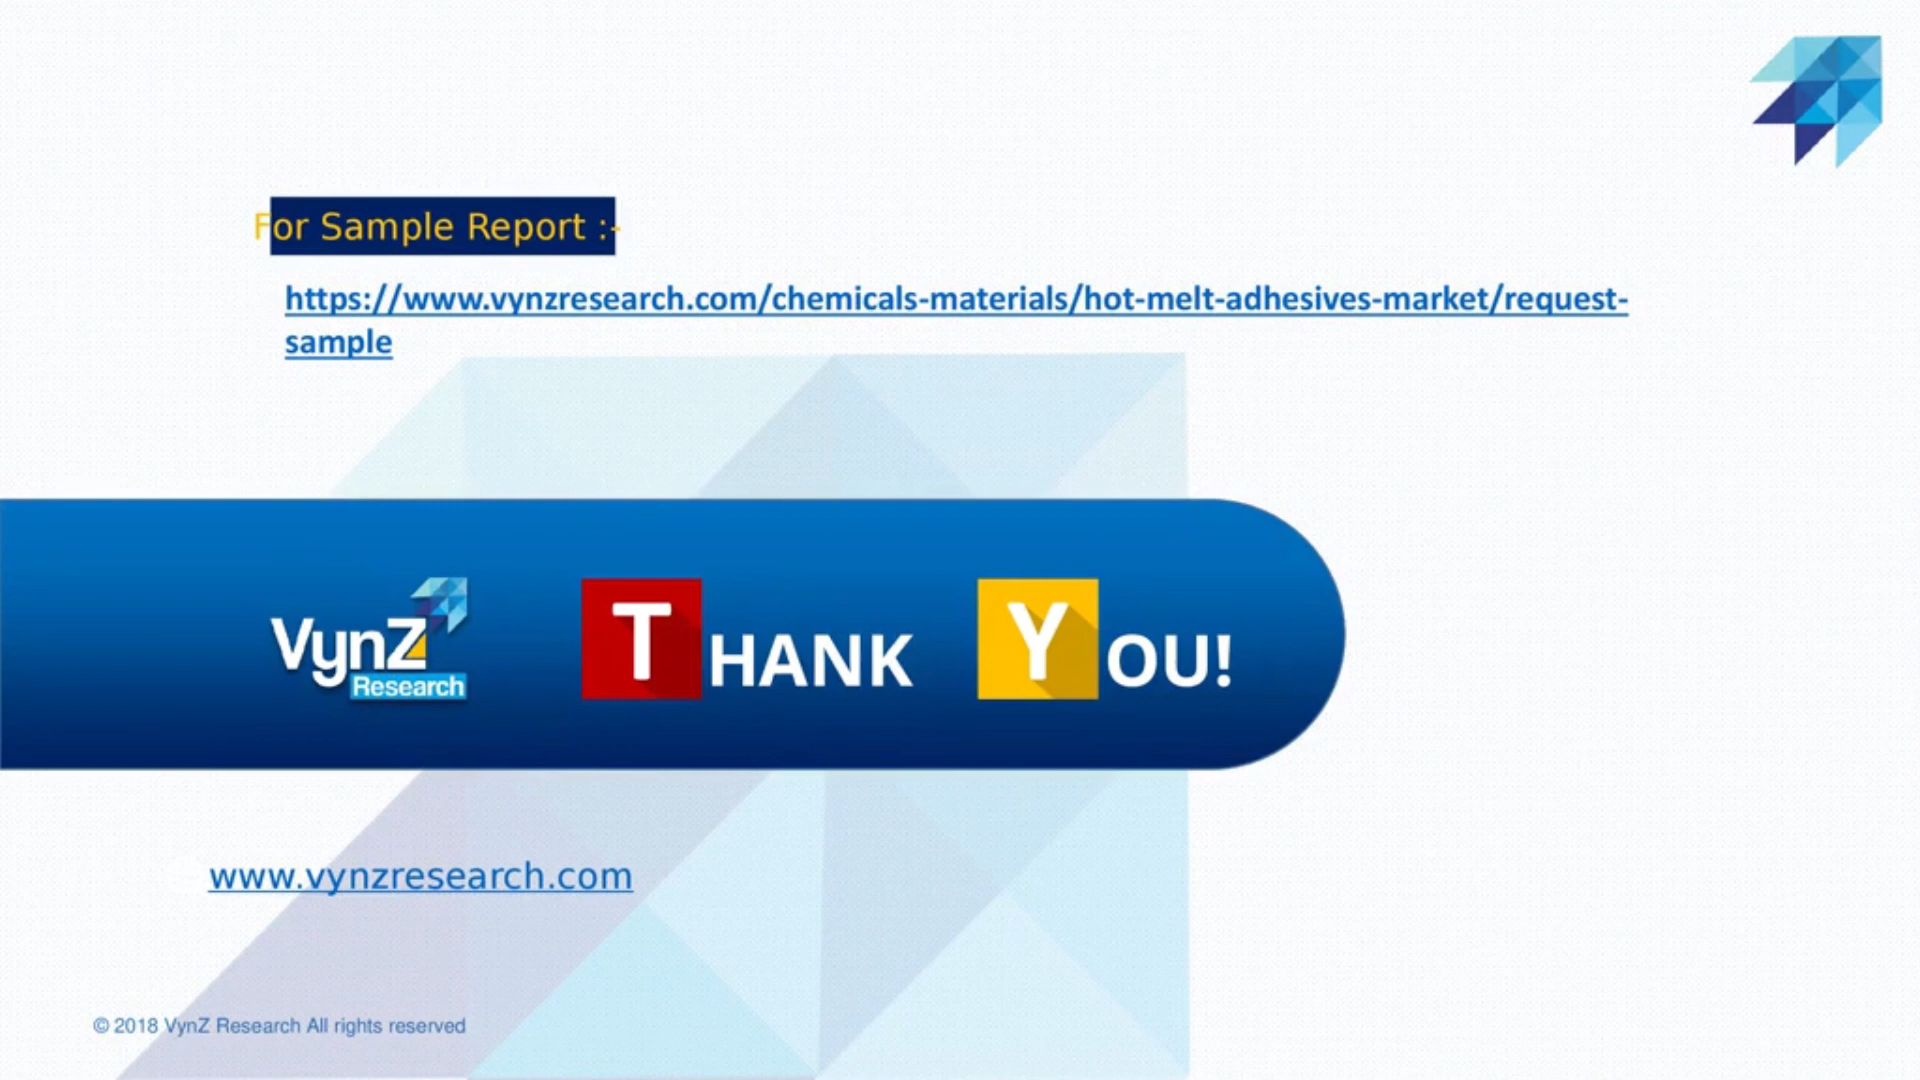 For Sample Report :-
https://www.vynzresearch.com/chemicals-materials/hot-melt-adhesives-market/request-
sample
VynZ
Research
THANK YOU!
www.vynzresearch.com
© 2018 VynZ Research All rights reserved